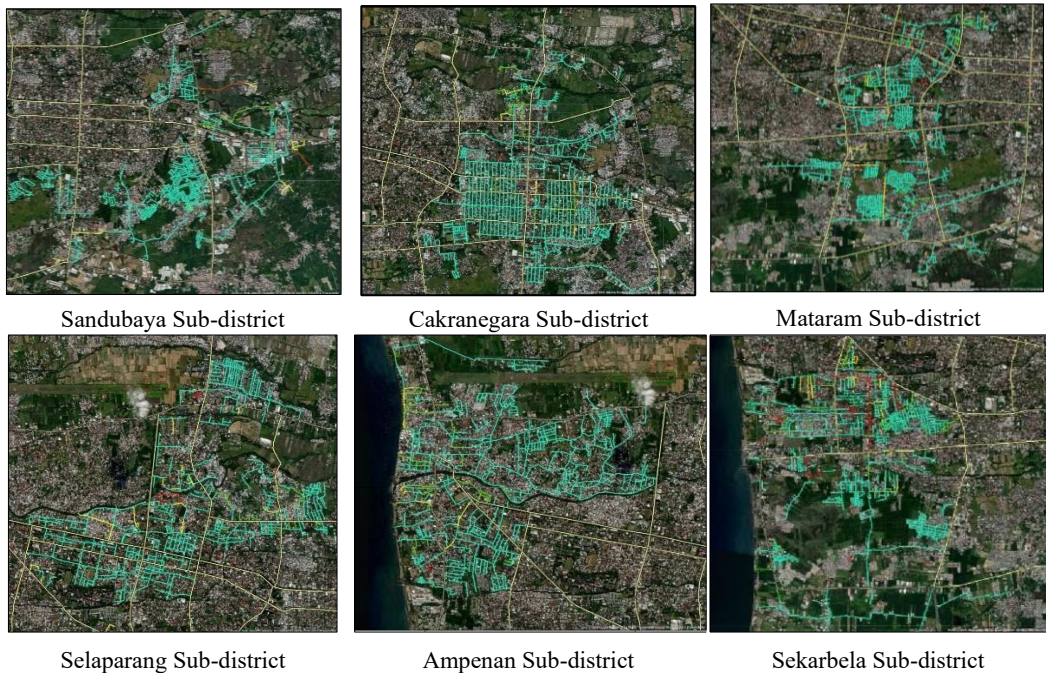 Sandubaya Sub-district
Cakranegara Sub-district
Mataram Sub-district
Selaparang Sub-district
Ampenan Sub-district
Sekarbela Sub-district